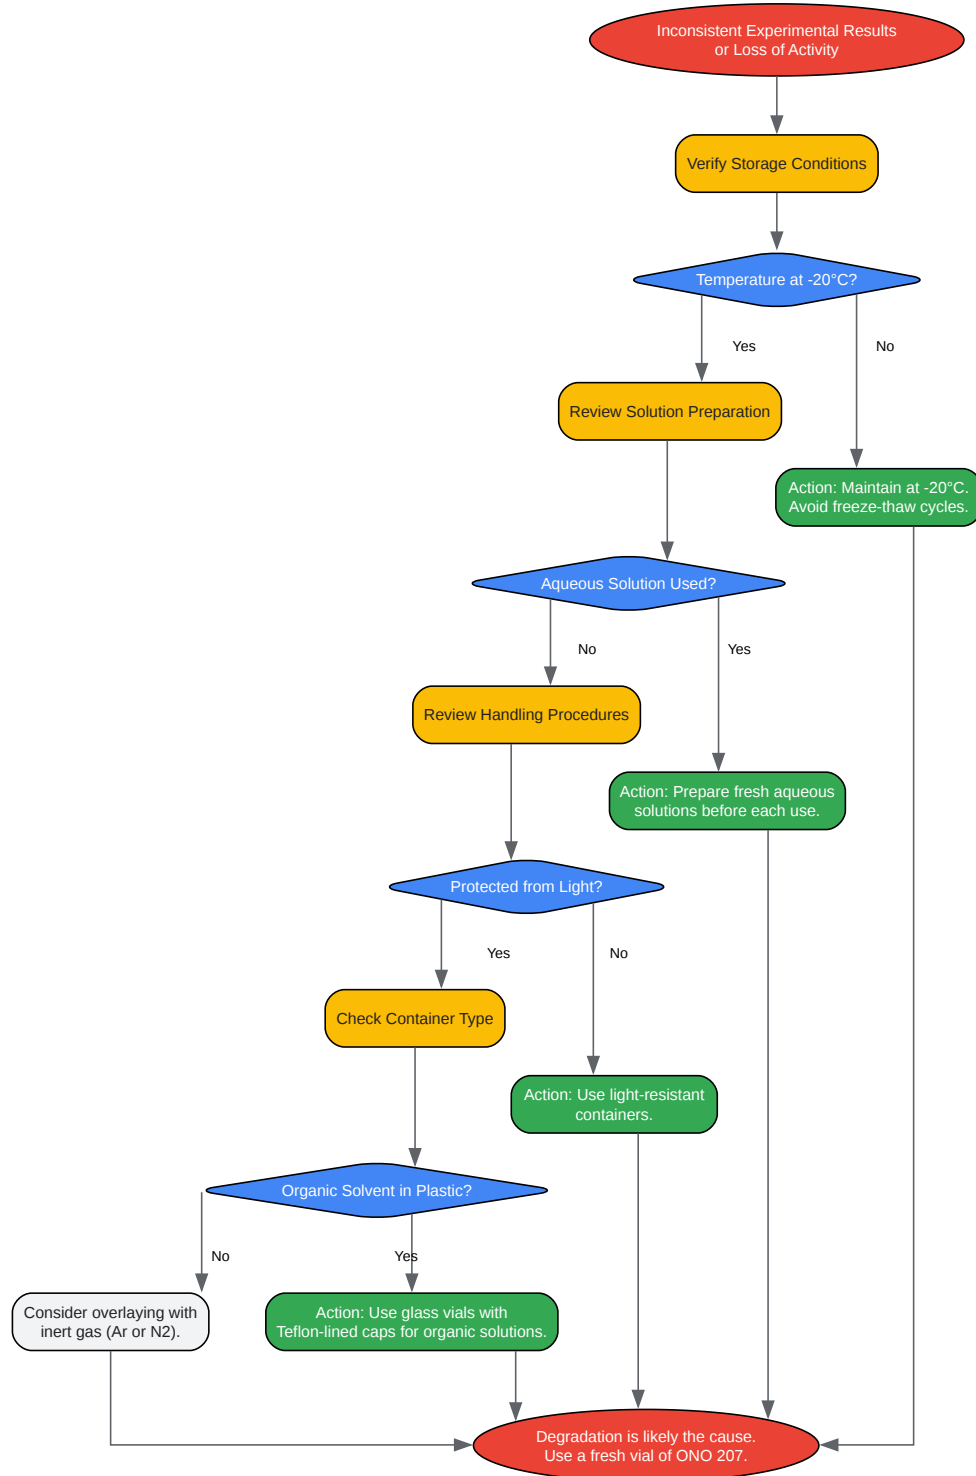 Inconsistent Experimental Results
or Loss of Activity
Verify Storage Conditions
Temperature at -20°C?
Yes
No
Review Solution Preparation
Action: Maintain at -20°C.
Avoid freeze-thaw cycles.
Aqueous Solution Used?
No
Yes
Review Handling Procedures
Action: Prepare fresh aqueous
solutions before each use.
Protected from Light?
Yes
No
Check Container Type
Action: Use light-resistant
containers.
Organic Solvent in Plastic?
No
Yes
Consider overlaying with
inert gas (Ar or N2).
Action: Use glass vials with
Teflon-lined caps for organic solutions.
Degradation is likely the cause.
Use a fresh vial of ONO 207.